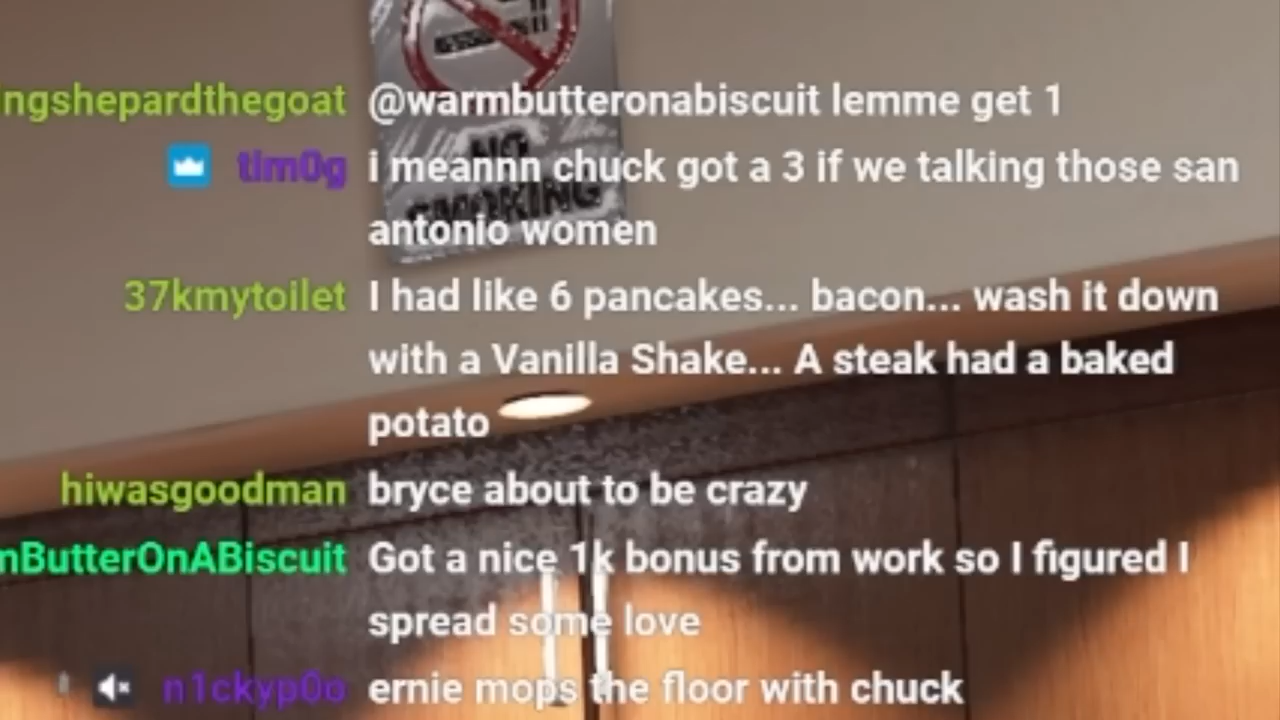 ngshepardthegoat @warmbutteronabiscuit lemme get 1
tim0g i meannn chuck got a 3 if we talking those san
antonio women
37kmytoilet I had like 6 pancakes... bacon... wash it down
with a Vanilla Shake... A steak had a baked
potato
hiwasgoodman bryce about to be crazy
mButterOnABiscuit Got a nice 1k bonus from work so I figured I
spread some love
n1ckyp0o ernie mops the floor with chuck
NO
SMOKING